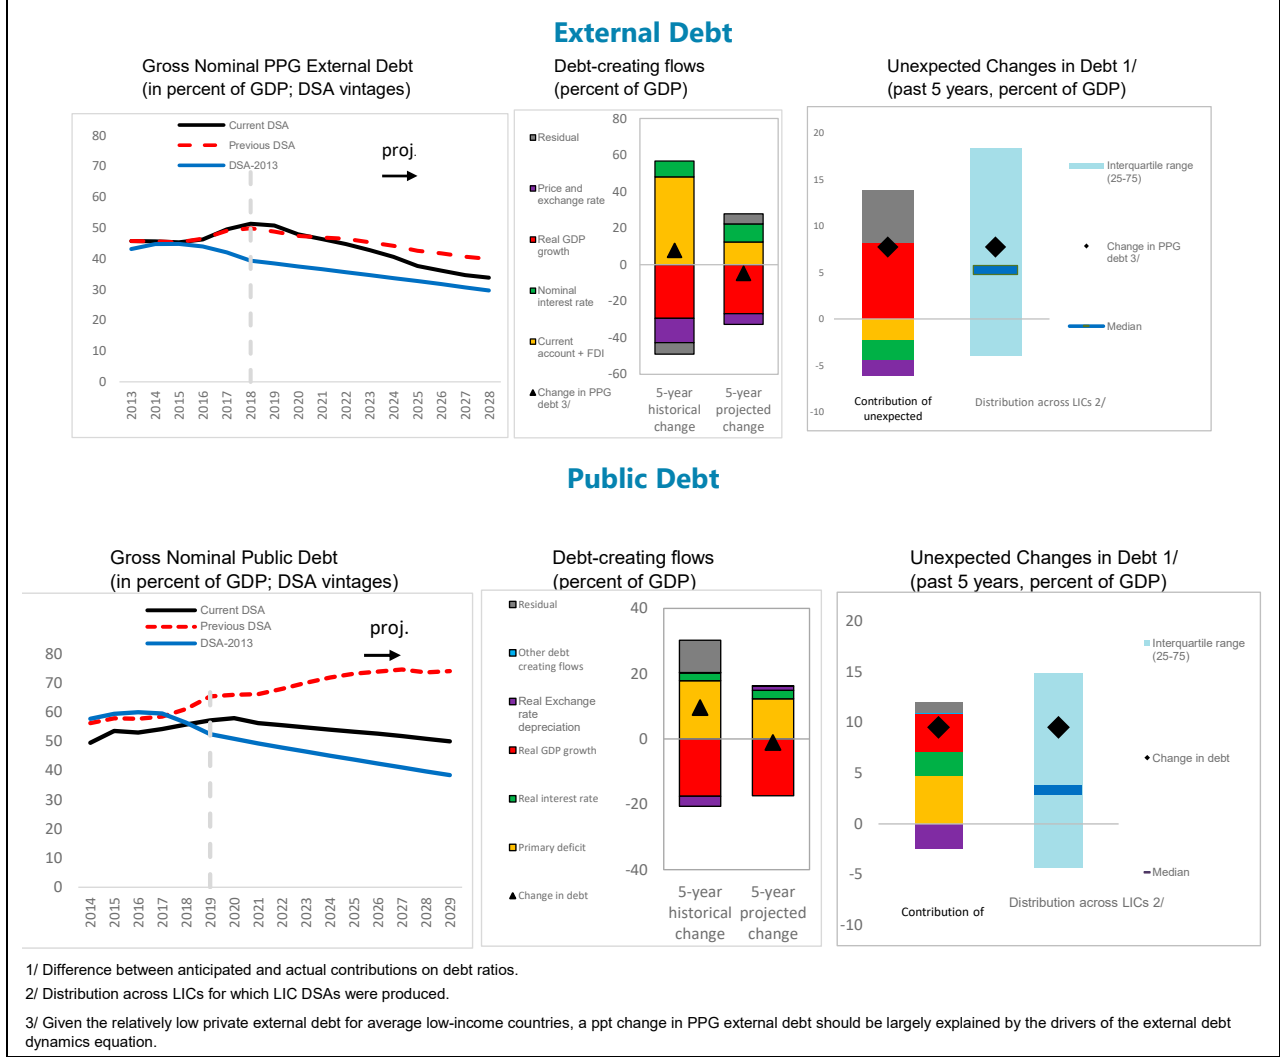 External Debt
Gross Nominal PPG External Debt
(in percent of GDP; DSA vintages)
Current DSA
Previous DSA
DSA-2013
proj.
80
70
60
50
40
30
20
10
0
2013 2014 2015 2016 2017 2018 2019 2020 2021 2022 2023 2024 2025 2026 2027 2028
Debt-creating flows
(percent of GDP)
Residual
Price and
exchange rate
Real GDP
growth
Nominal
interest rate
Current
account + FDI
Change in PPG
debt 3/
80
60
40
20
0
-20
-40
-60
5-year 5-year
historical projected
change change
Unexpected Changes in Debt 1/
(past 5 years, percent of GDP)
20
15
10
5
0
-5
-10
Contribution of
unexpected
Distribution across LICs 2/
Interquartile range
(25-75)
Change in PPG
debt 3/
Median
Public Debt
Gross Nominal Public Debt
(in percent of GDP; DSA vintages)
Current DSA
Previous DSA
DSA-2013
proj.
80
70
60
50
40
30
20
10
0
2014 2015 2016 2017 2018 2019 2020 2021 2022 2023 2024 2025 2026 2027 2028 2029
Debt-creating flows
(percent of GDP)
Residual
Other debt
creating flows
Real Exchange
rate
depreciation
Real GDP growth
Real interest rate
Primary deficit
Change in debt
40
20
0
-20
-40
5-year 5-year
historical projected
change change
Unexpected Changes in Debt 1/
(past 5 years, percent of GDP)
20
15
10
5
0
-5
-10
Contribution of
Distribution across LICs 2/
Interquartile range
(25-75)
Change in debt
Median
1/ Difference between anticipated and actual contributions on debt ratios.
2/ Distribution across LICs for which LIC DSAs were produced.
3/ Given the relatively low private external debt for average low-income countries, a ppt change in PPG external debt should be largely explained by the drivers of the external debt
dynamics equation.